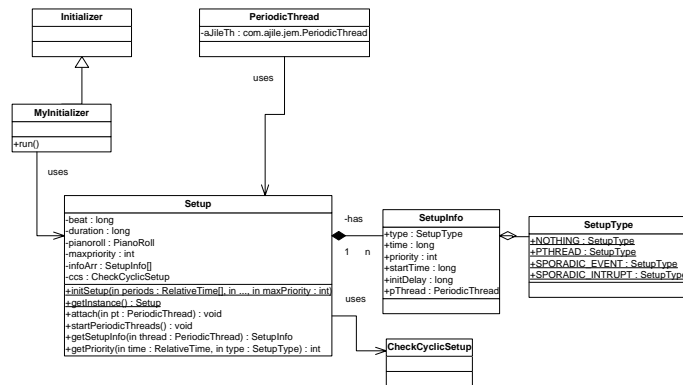 Initializer
PeriodicThread
-aJileTh : com.ajile.jem.PeriodicThread
uses
MyInitializer
+run()
uses
Setup
-beat : long
-duration : long
-pianoroll : PianoRoll
-maxpriority : int
-infoArr : SetupInfo[]
-ccs : CheckCyclicSetup
+initSetup(in periods : RelativeTime[], in ..., in maxPriority : int)
+getInstance() : Setup
+attach(in pt : PeriodicThread) : void
+startPeriodicThreads() : void
+getSetupInfo(in thread : PeriodicThread) : SetupInfo
+getPriority(in time : RelativeTime, in type : SetupType) : int
-has
1 n
SetupInfo
+type : SetupType
+time : long
+priority : int
+startTime : long
+initDelay : long
+pThread : PeriodicThread
SetupType
+NOTHING : SetupType
+PTHREAD : SetupType
+SPORADIC_EVENT : SetupType
+SPORADIC_INTRUPT : SetupType
uses
CheckCyclicSetup